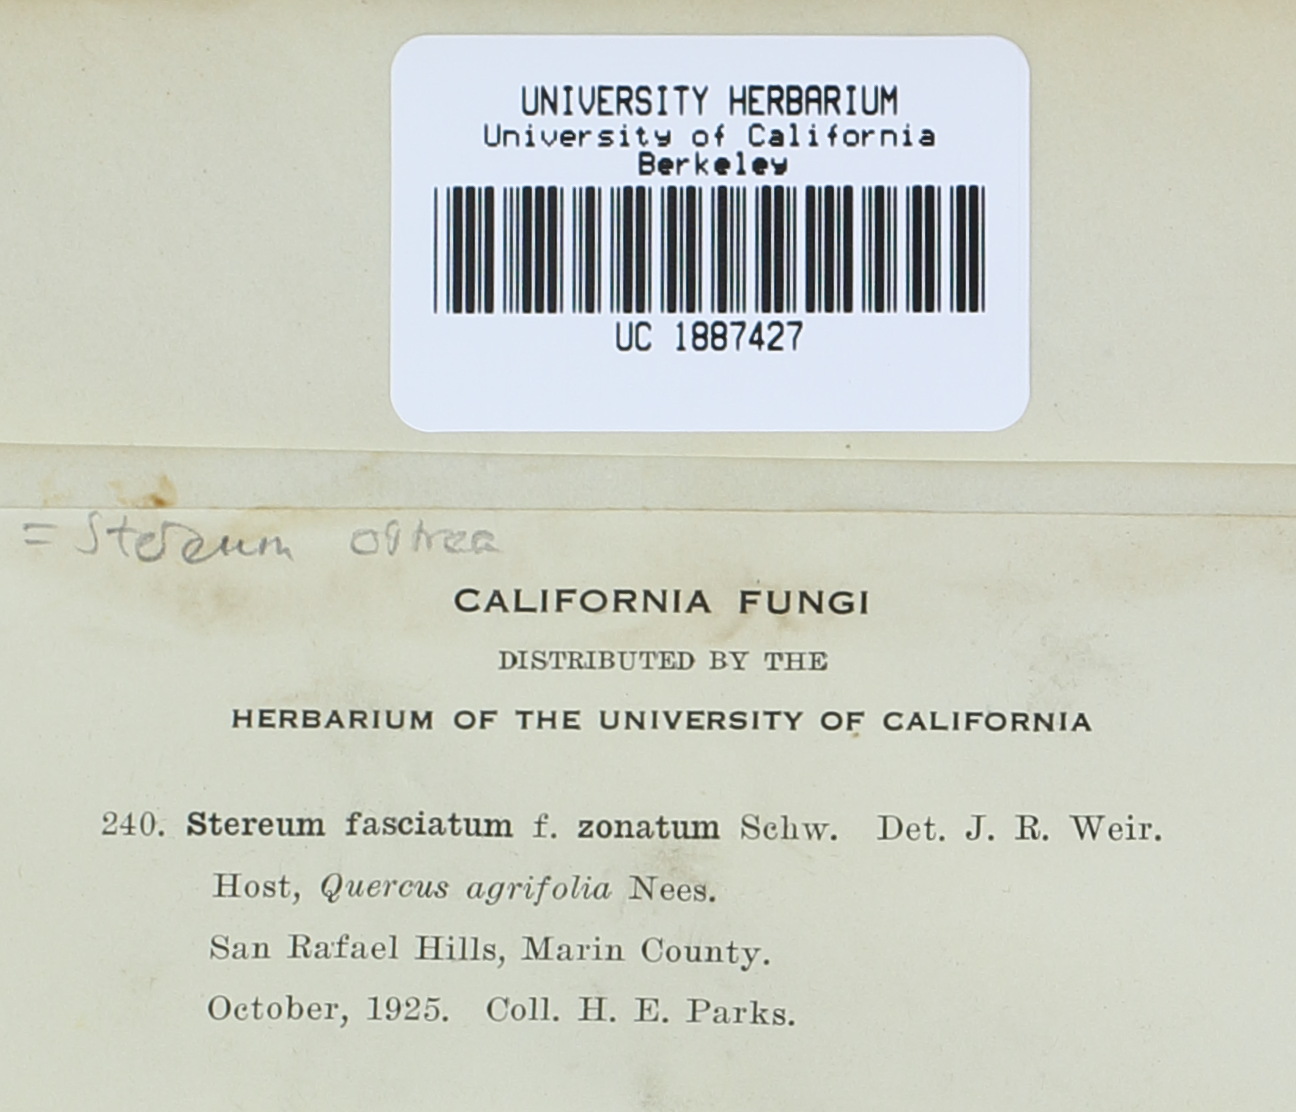 UNIVERSITY HERBARIUM
University of California
Berkeley
UC 1887427
= Stereum ostrea
CALIFORNIA FUNGI
DISTRIBUTED BY THE
HERBARIUM OF THE UNIVERSITY OF CALIFORNIA
240. Stereum fasciatum f. zonatum Schw. Det. J. R. Weir.
Host, Quercus agrifolia Nees.
San Rafael Hills, Marin County.
October, 1925. Coll. H. E. Parks.